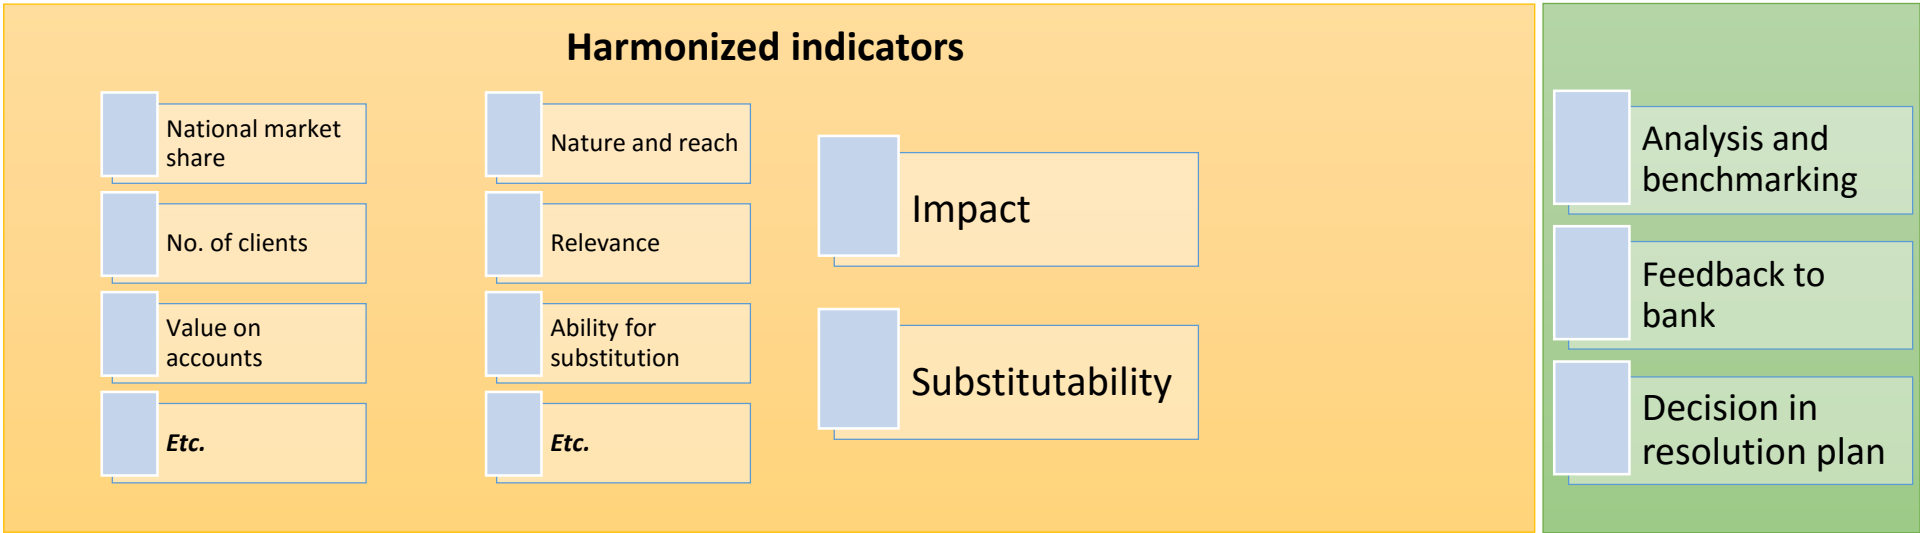 Harmonized indicators
National market
share
No. of clients
Value on
accounts
Etc.
Nature and reach
Relevance
Ability for
substitution
Etc.
Impact
Substitutability
Analysis and
benchmarking
Feedback to
bank
Decision in
resolution plan